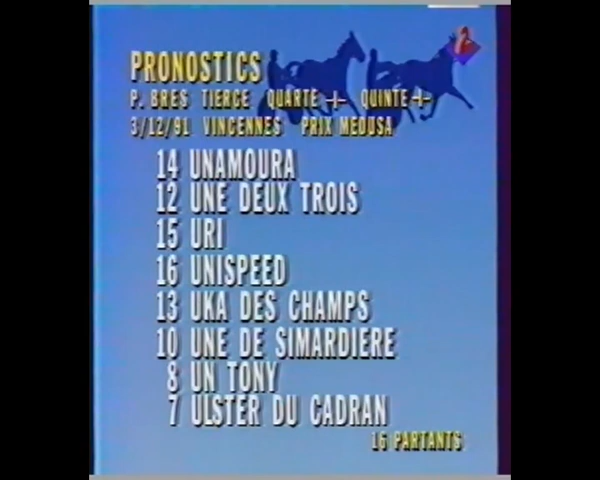 PRONOSTICS
P. BRES TIERCE QUARTE + QUINTE +
3/12/91 VINCENNES PRIX MEDUSA
14 UNAMOURA
12 UNE DEUX TROIS
15 URI
16 UNISPEED
13 UKA DES CHAMPS
10 UNE DE SIMARDIERE
8 UN TONY
7 ULSTER DU CADRAN
16 PARTANTS